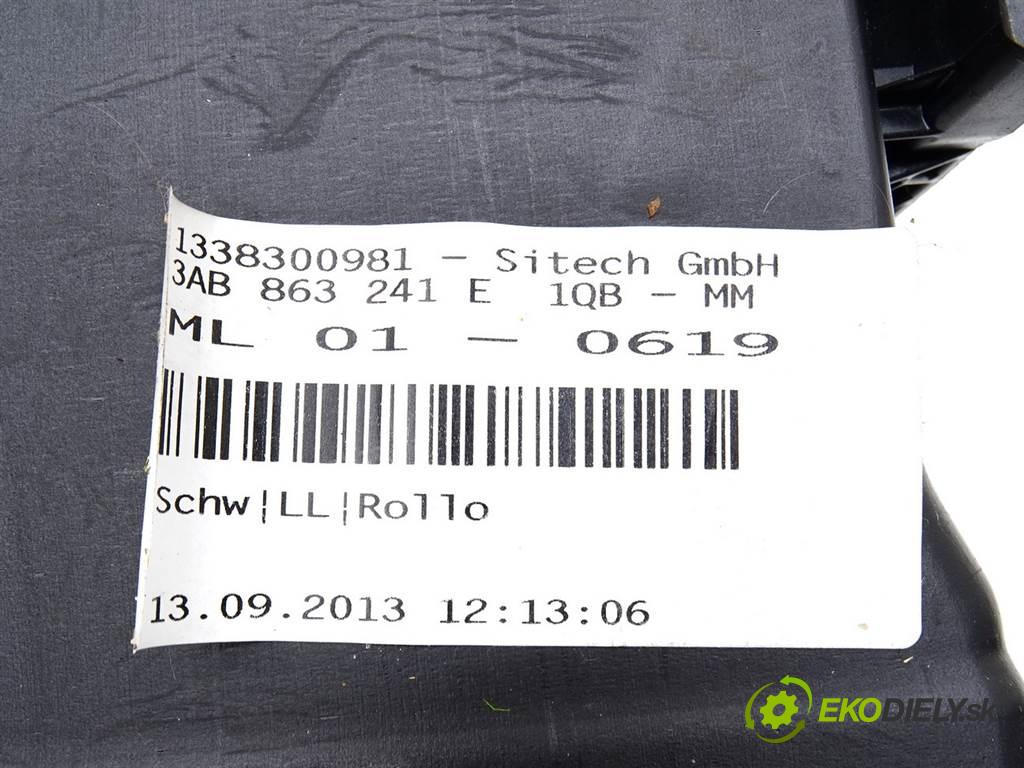 1338300981 - Sitech GmbH
3AB 863 241 E 1QB - MM
ML 01 - 0619
Schw¦LL¦Rollo
13.09.2013 12:13:06
EKODIELY.sk